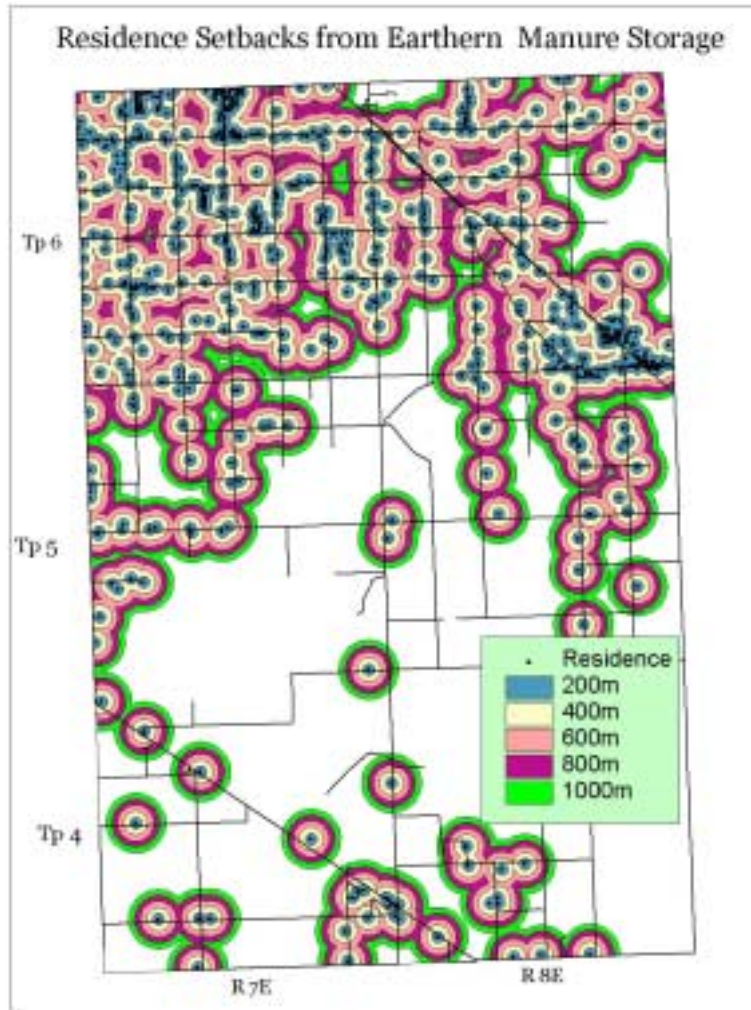 Residence Setbacks from Earthern Manure Storage
Tp 6
Tp 5
Residence
200m
400m
600m
800m
1000m
Tp 4
R 7E
R 8E